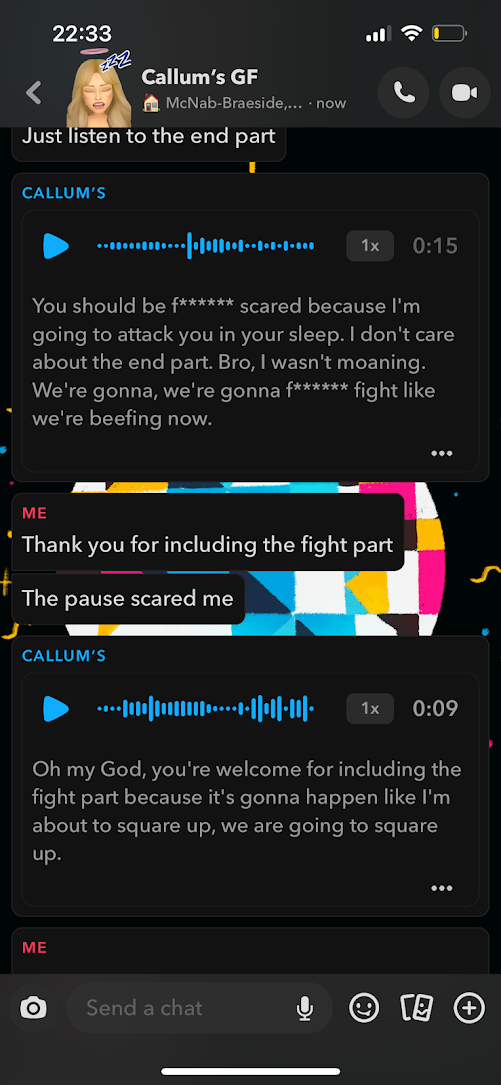 22:33
zzz
Callum's GF
McNab-Braeside,... · now
Just listen to the end part
CALLUM'S
1x
0:15
You should be f****** scared because I'm
going to attack you in your sleep. I don't care
about the end part. Bro, I wasn't moaning.
We're gonna, we're gonna f****** fight like
we're beefing now.
ME
Thank you for including the fight part
The pause scared me
CALLUM'S
1x
0:09
Oh my God, you're welcome for including the
fight part because it's gonna happen like I'm
about to square up, we are going to square
up.
ME
Send a chat